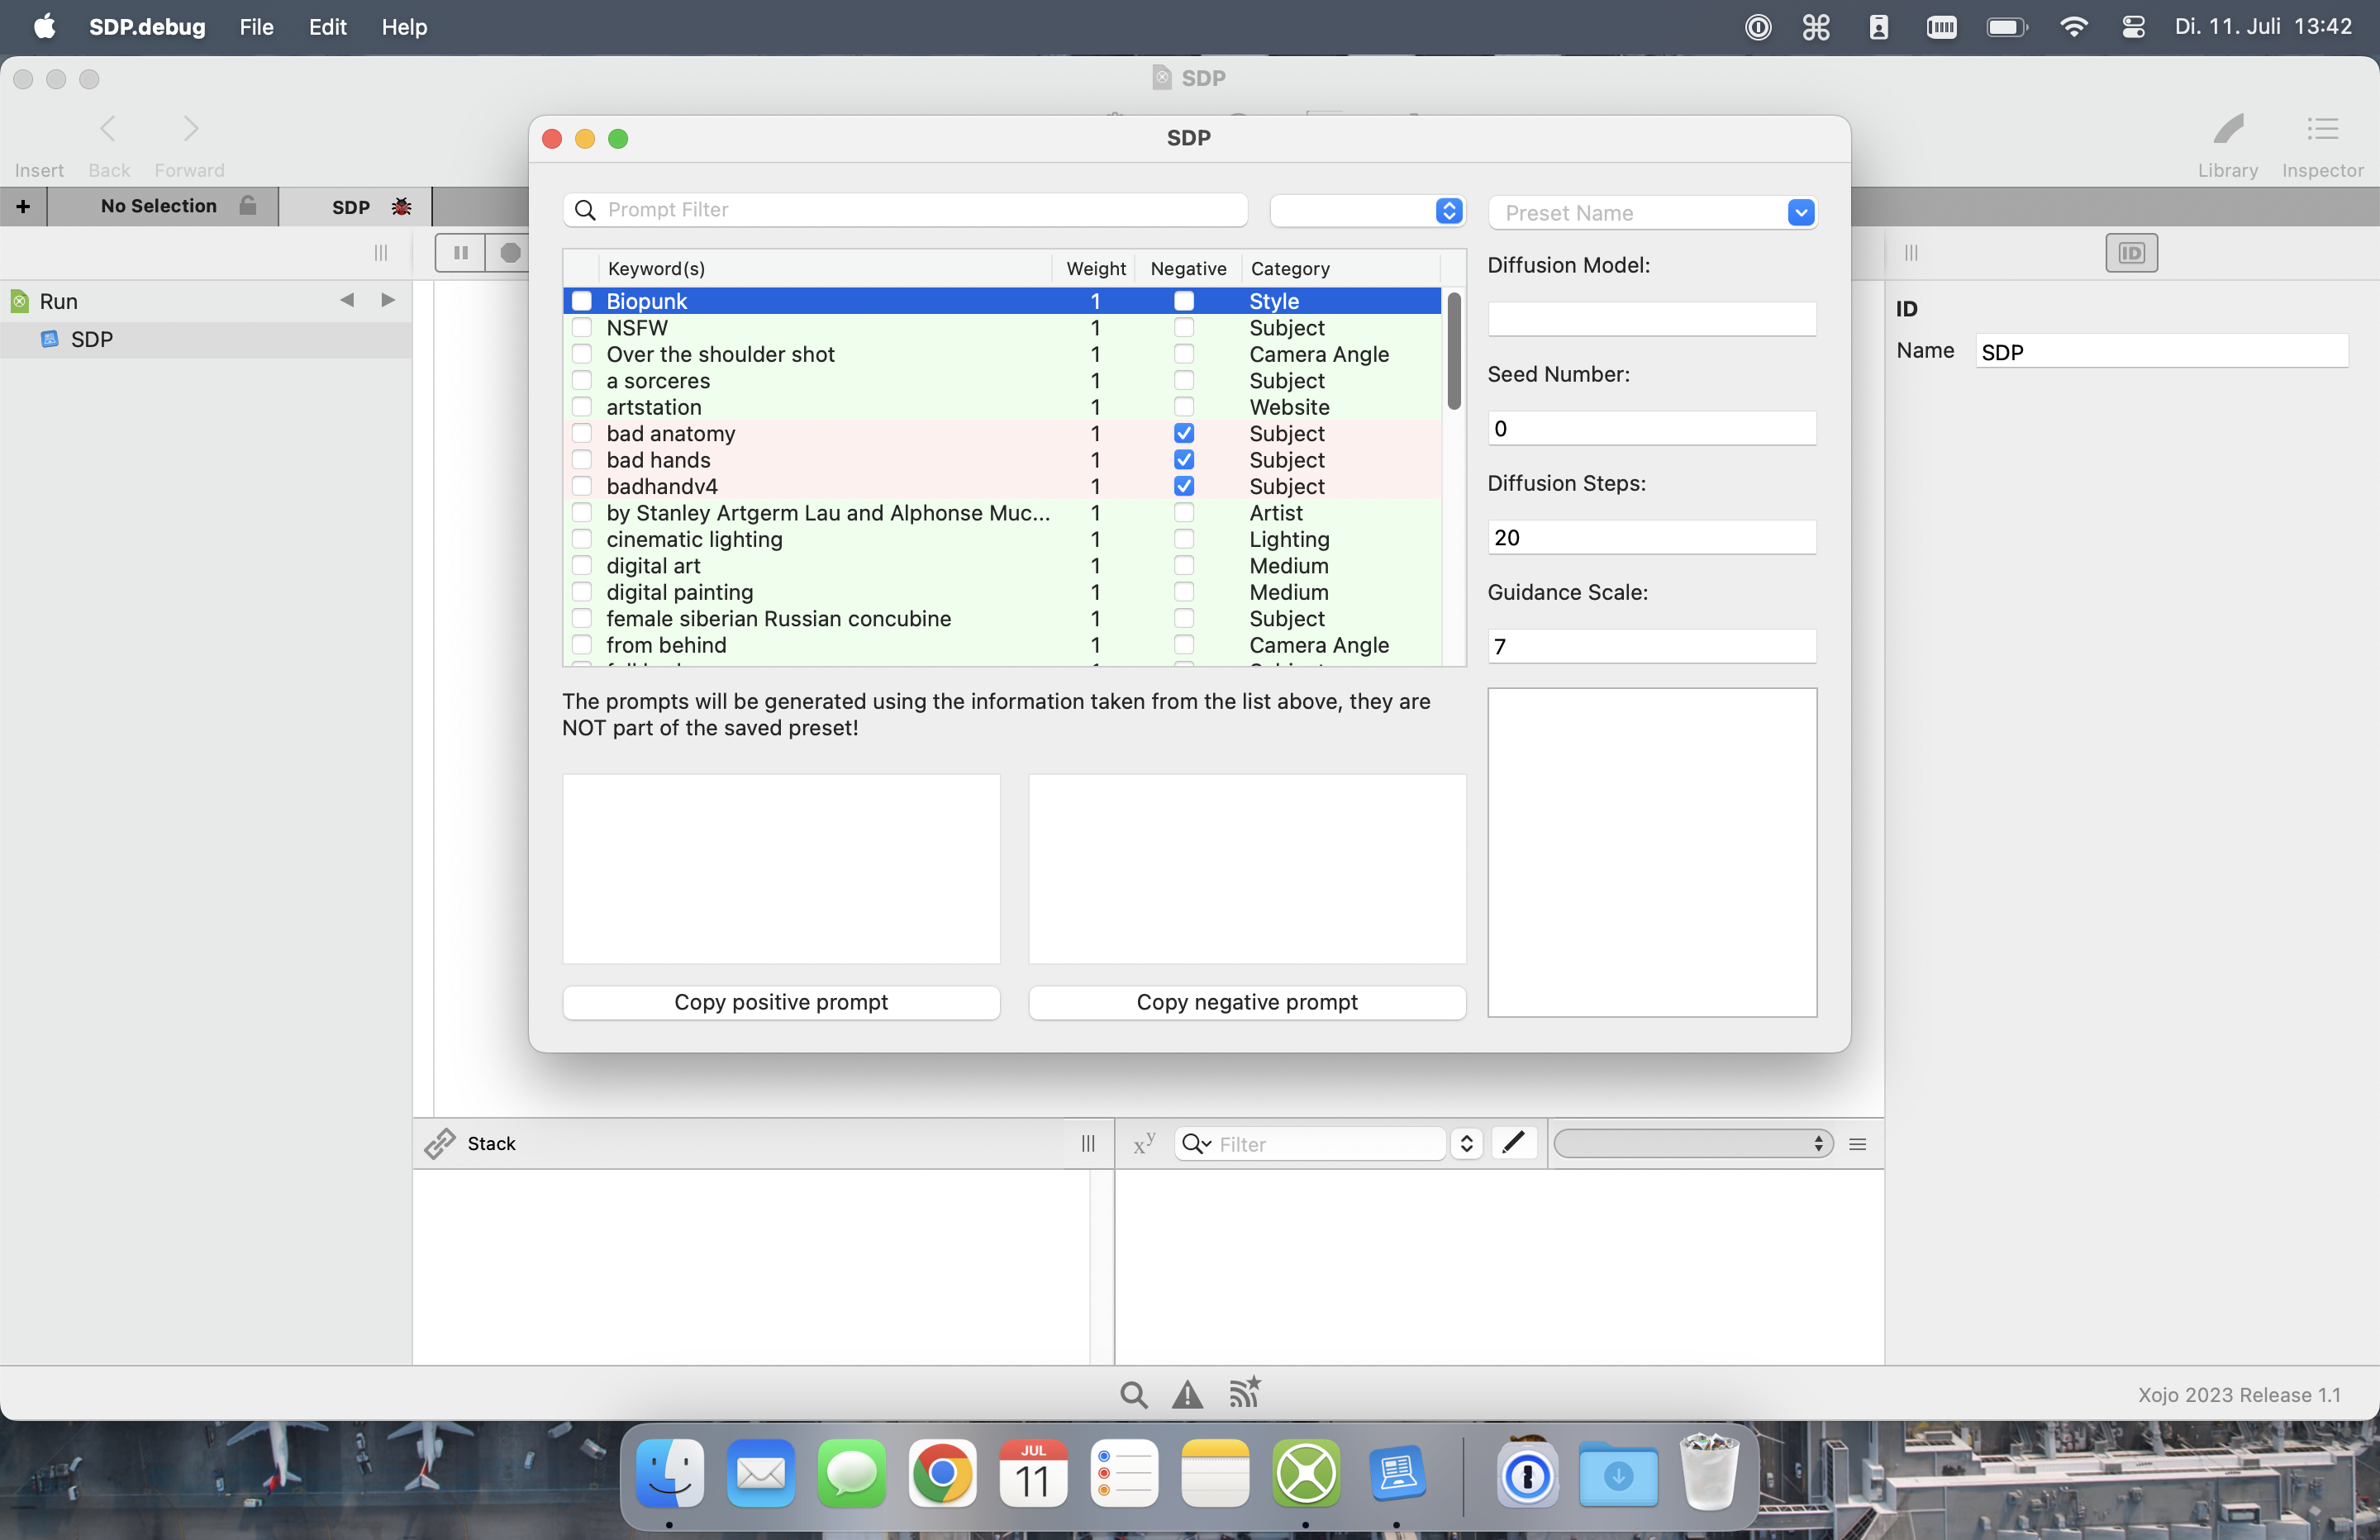 SDP.debug File Edit Help Di. 11. Juli 13:42
SDP
Insert Back Forward Library Inspector
SDP
No Selection SDP
Prompt Filter Preset Name
Run
SDP
ID
Name SDP
Keyword(s) Weight Negative Category
Biopunk 1 Style
NSFW 1 Subject
Over the shoulder shot 1 Camera Angle
a sorceres 1 Subject
artstation 1 Website
bad anatomy 1 Subject
bad hands 1 Subject
badhandv4 1 Subject
by Stanley Artgerm Lau and Alphonse Muc... 1 Artist
cinematic lighting 1 Lighting
digital art 1 Medium
digital painting 1 Medium
female siberian Russian concubine 1 Subject
from behind 1 Camera Angle
Diffusion Model:
Seed Number:
0
Diffusion Steps:
20
Guidance Scale:
7
The prompts will be generated using the information taken from the list above, they are
NOT part of the saved preset!
Copy positive prompt Copy negative prompt
Stack xy Filter
Xojo 2023 Release 1.1
JUL
11